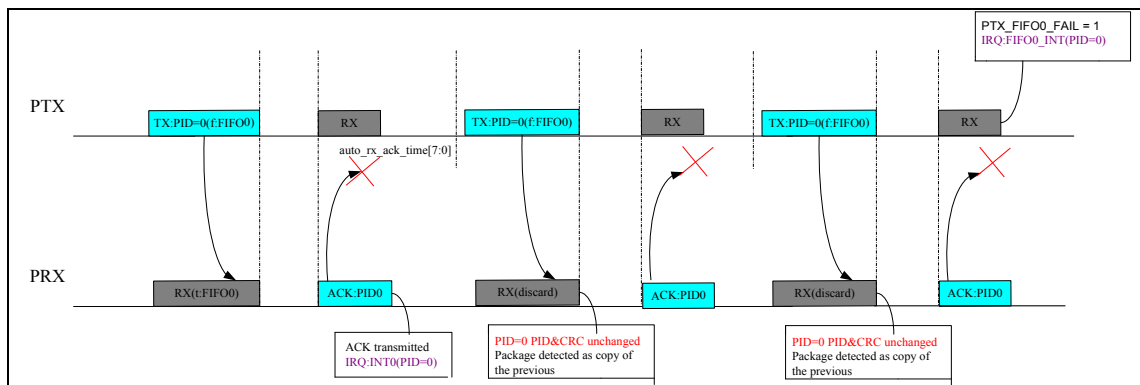 PTX_FIFO0_FAIL = 1
IRQ:FIFO0_INT(PID=0)
PTX
TX:PID=0(f:FIFO0)
RX
TX:PID=0(f:FIFO0)
RX
TX:PID=0(f:FIFO0)
RX
auto_rx_ack_time[7:0]
PRX
RX(t:FIFO0)
ACK:PID0
RX(discard)
ACK:PID0
RX(discard)
ACK:PID0
ACK transmitted
IRQ:INT0(PID=0)
PID=0 PID&CRC unchanged
Package detected as copy of
the previous
PID=0 PID&CRC unchanged
Package detected as copy of
the previous